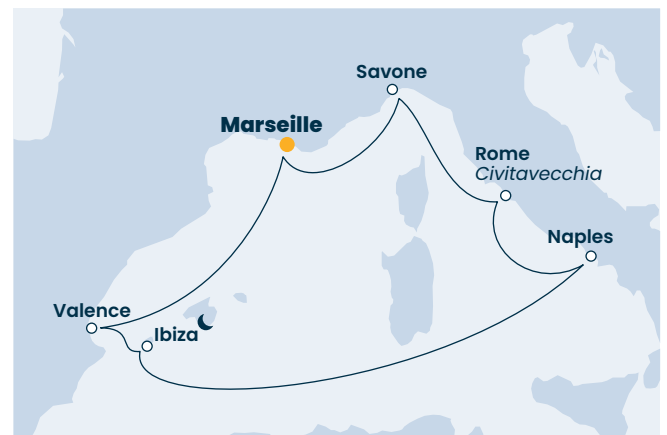 Savone
Marseille
Rome
Civitavecchia
Naples
Valence
Ibiza